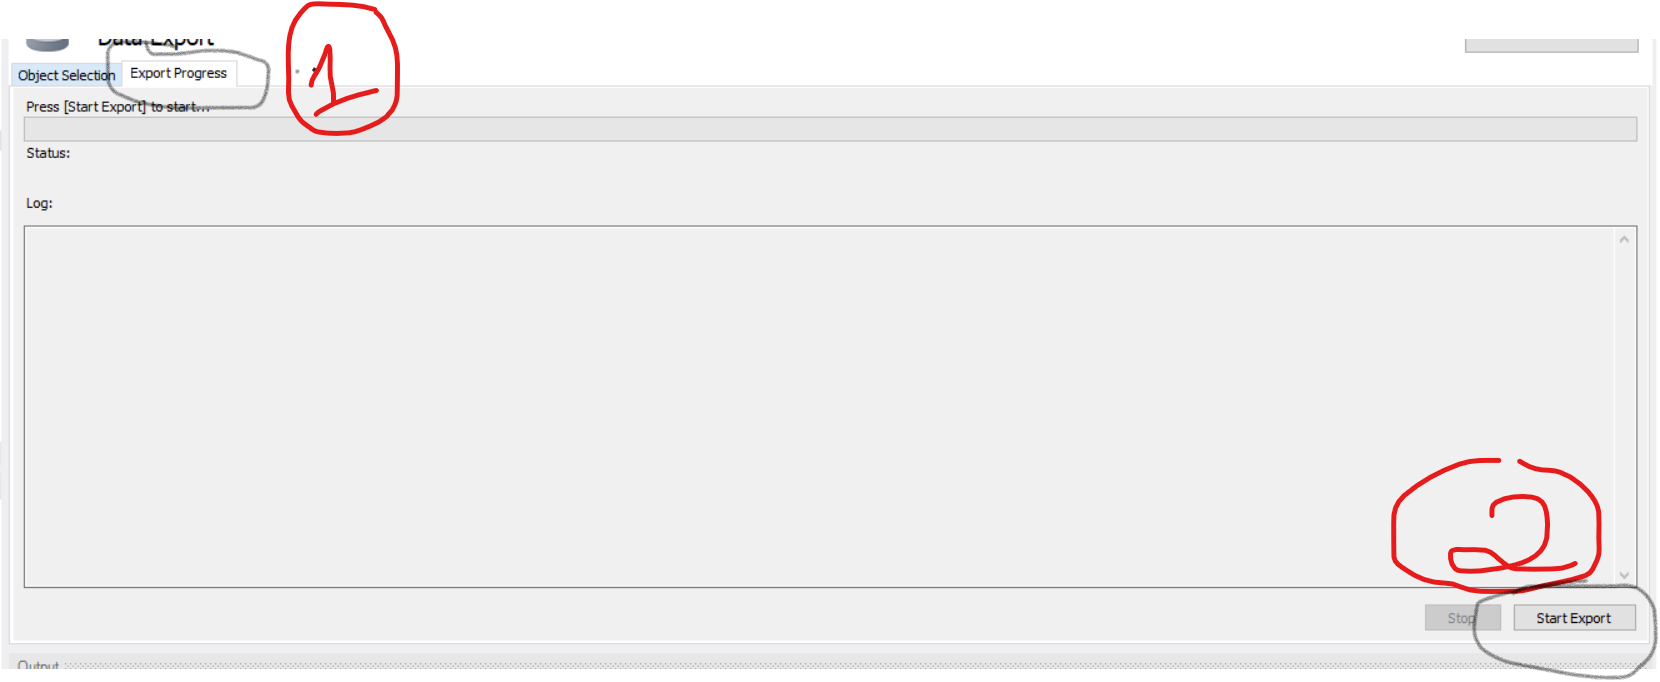 Data Export
Object Selection Export Progress
1
Press [Start Export] to start...
Status:
Log:
2
Stop Start Export
Output